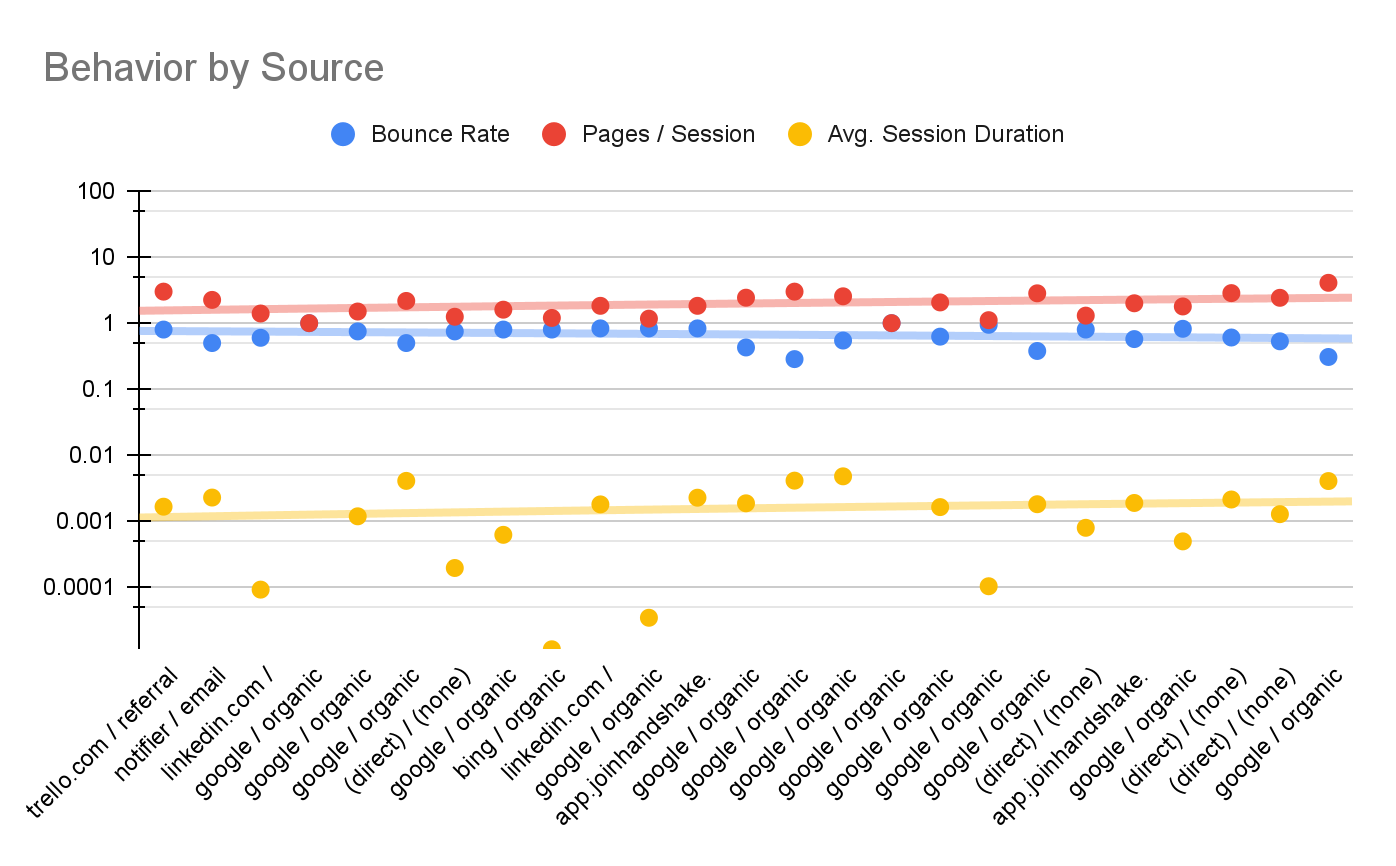 Behavior by Source
Bounce Rate
Pages / Session
Avg. Session Duration
100
10
1
0.1
0.01
0.001
0.0001
trello.com / referral
notifier / email
linkedin.com /
google / organic
google / organic
google / organic
(direct) / (none)
google / organic
bing / organic
linkedin.com /
google / organic
app.joinhandshake.
google / organic
google / organic
google / organic
google / organic
google / organic
google / organic
google / organic
(direct) / (none)
app.joinhandshake.
google / organic
(direct) / (none)
(direct) / (none)
google / organic